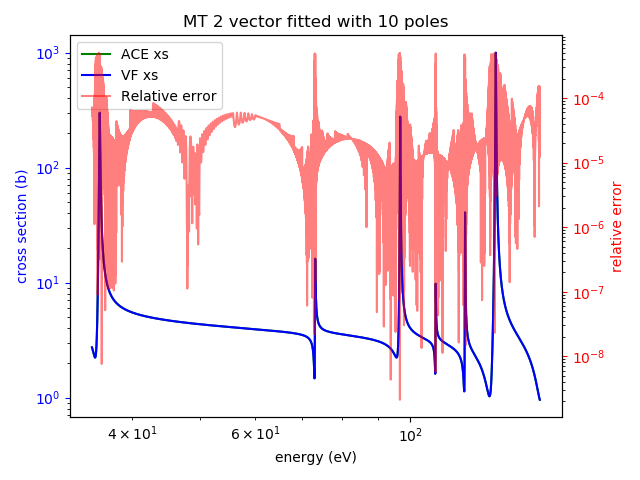 MT 2 vector fitted with 10 poles
ACE xs
VF xs
Relative error
10³
10²
10¹
10⁰
cross section (b)
10⁻⁴
10⁻⁵
10⁻⁶
10⁻⁷
10⁻⁸
relative error
4 × 10¹
6 × 10¹
10²
energy (eV)